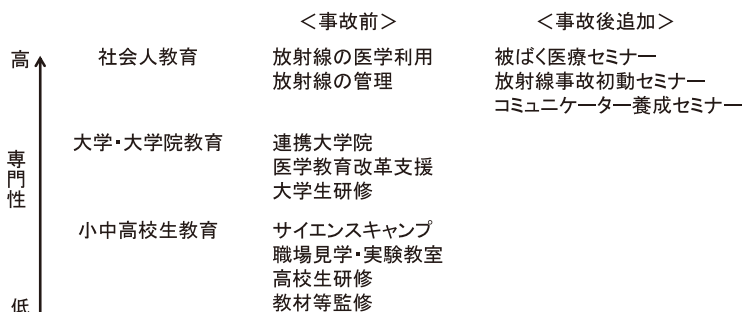 ＜事故前＞ ＜事故後追加＞
高 社会人教育 放射線の医学利用 被ばく医療セミナー
放射線の管理 放射線事故初動セミナー
コミュニケーター養成セミナー
大学・大学院教育 連携大学院
医学教育改革支援
大学生研修
専門性
小中高校生教育 サイエンスキャンプ
職場見学・実験教室
高校生研修
低 教材等監修